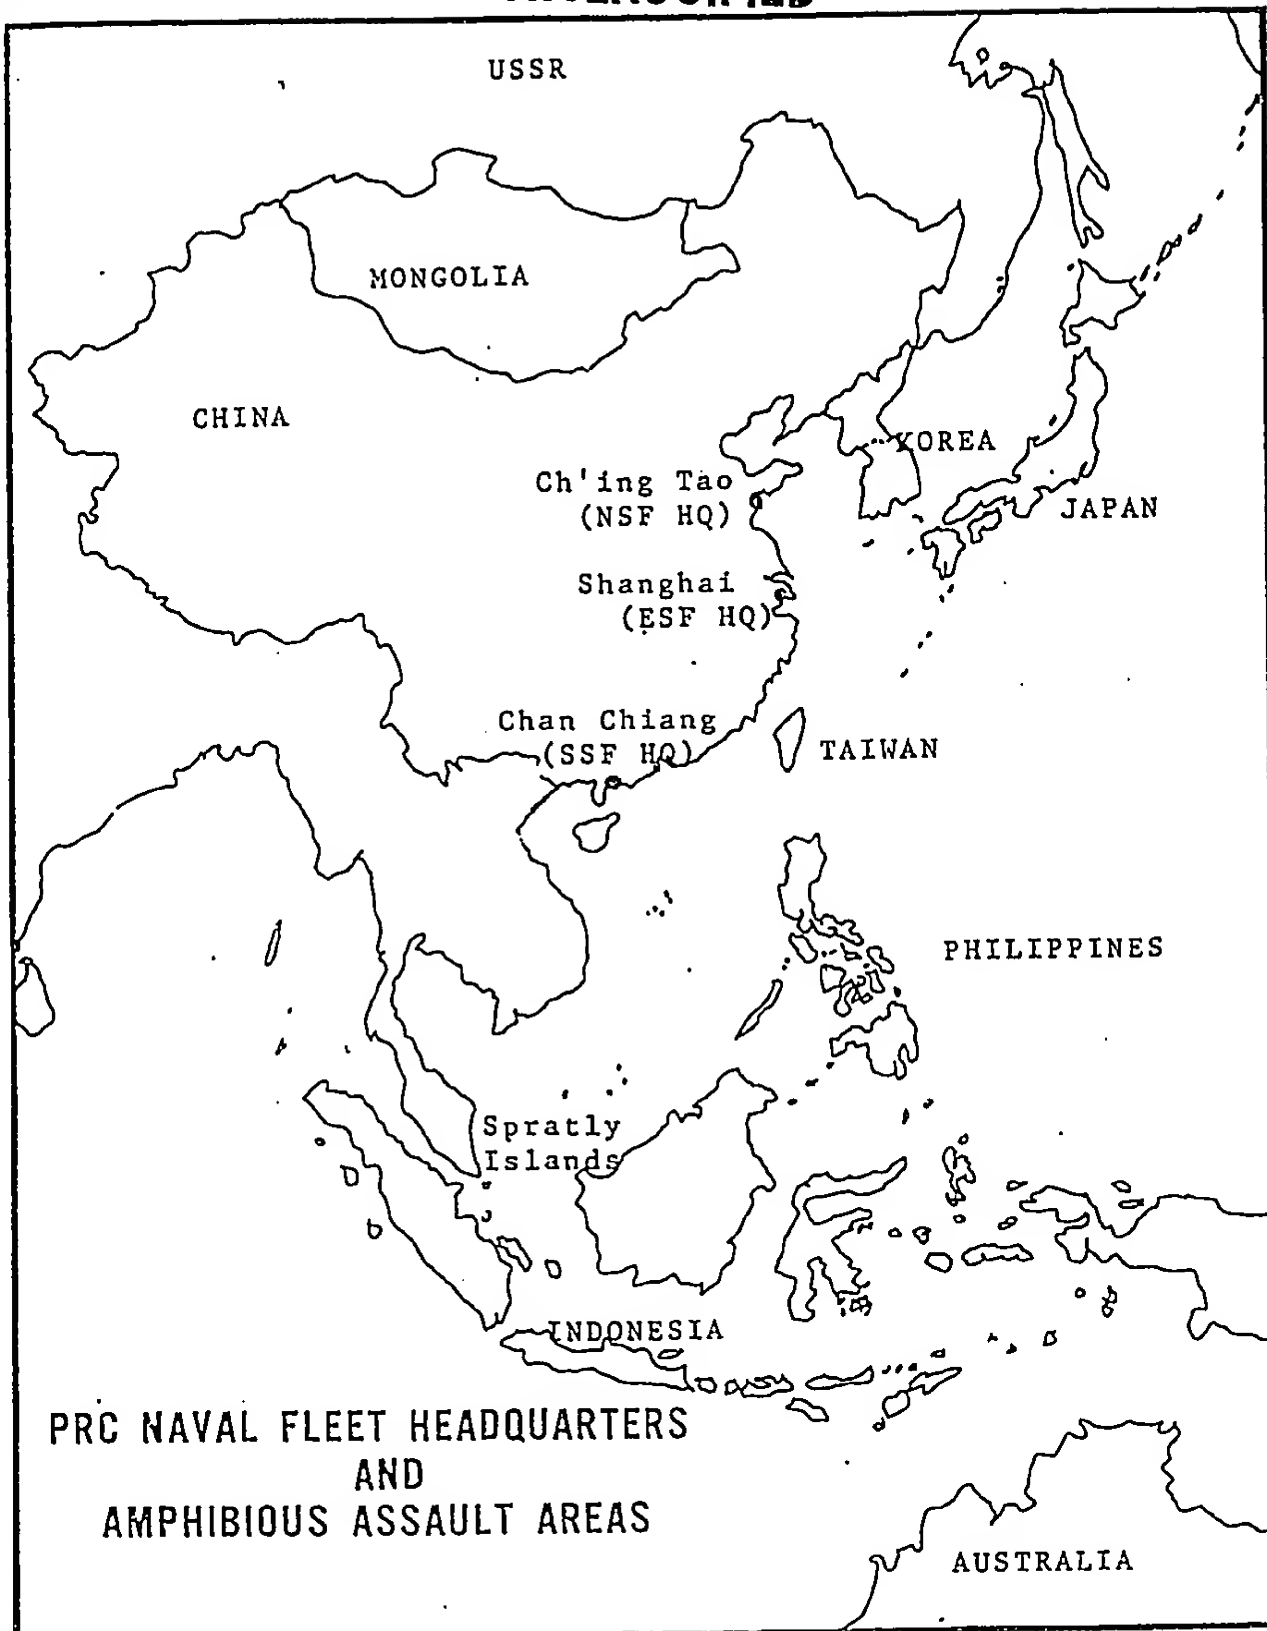 USSR
MONGOLIA
CHINA
KOREA
Ch'ing Tao
(NSF HQ)
JAPAN
Shanghai
(ESF HQ)
Chan Chiang
(SSF HQ)
TAIWAN
PHILIPPINES
Spratly
Islands
INDONESIA
PRC NAVAL FLEET HEADQUARTERS
AND
AMPHIBIOUS ASSAULT AREAS
AUSTRALIA